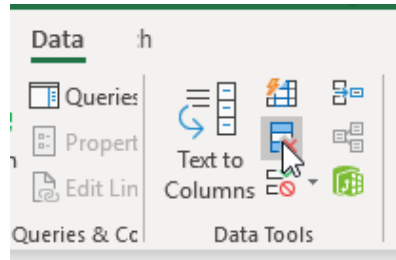 Data h
Queries
Propert
Edit Lin
Queries & Co
n
Text to
Columns
Data Tools